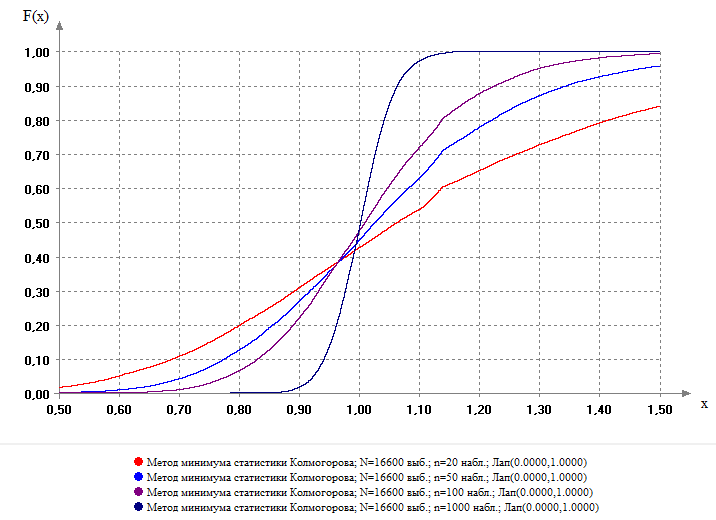 F(x)
1,00
0,90
0,80
0,70
0,60
0,50
0,40
0,30
0,20
0,10
0,00
0,50 0,60 0,70 0,80 0,90 1,00 1,10 1,20 1,30 1,40 1,50 x
Метод минимума статистики Колмогорова; N=16600 выб.; n=20 набл.; Лап(0.0000,1.0000)
Метод минимума статистики Колмогорова; N=16600 выб.; n=50 набл.; Лап(0.0000,1.0000)
Метод минимума статистики Колмогорова; N=16600 выб.; n=100 набл.; Лап(0.0000,1.0000)
Метод минимума статистики Колмогорова; N=16600 выб.; n=1000 набл.; Лап(0.0000,1.0000)